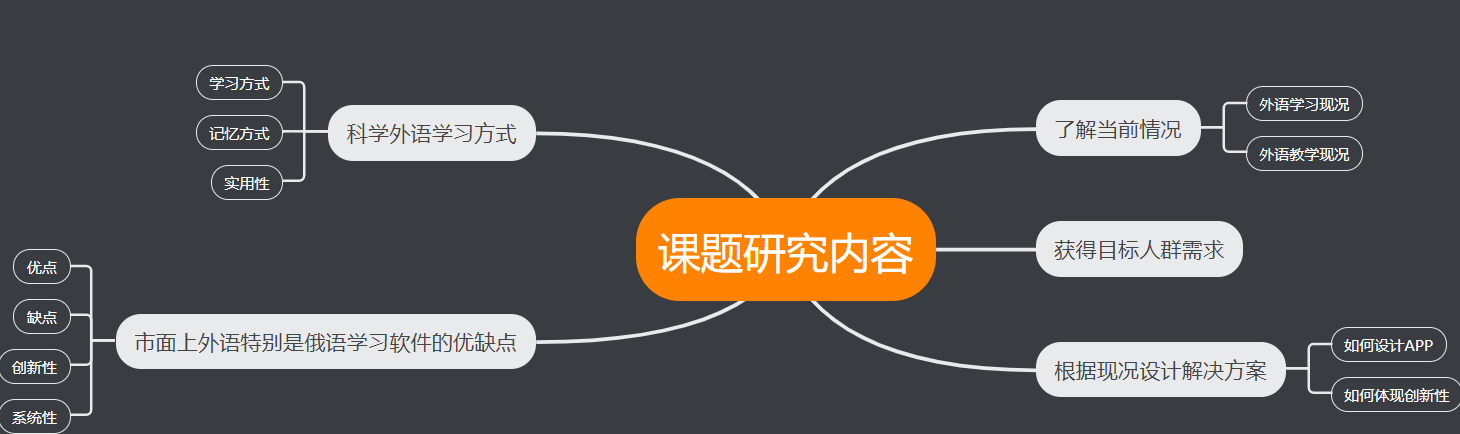 课题研究内容
了解当前情况
外语学习现况
外语教学现况
获得目标人群需求
根据现况设计解决方案
如何设计APP
如何体现创新性
科学外语学习方式
学习方式
记忆方式
实用性
市面上外语特别是俄语学习软件的优缺点
优点
缺点
创新性
系统性